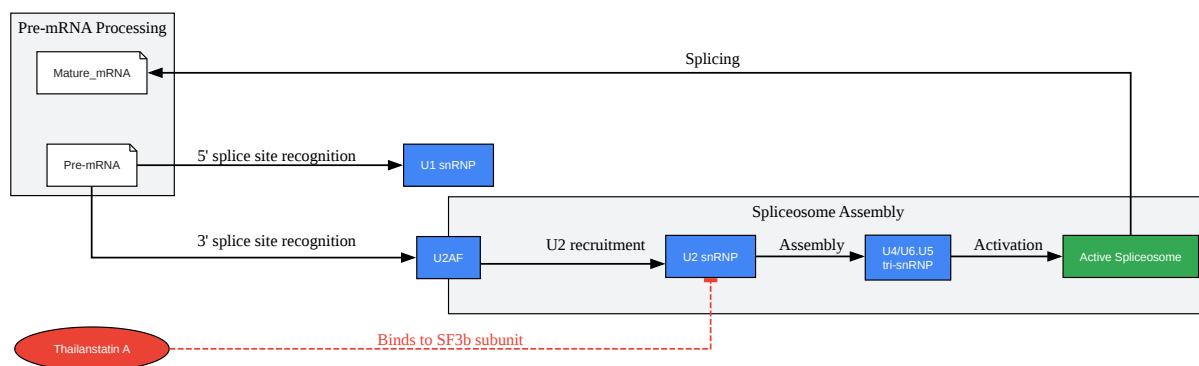 Pre-mRNA Processing
Splicing
Mature_mRNA
5' splice site recognition
Pre-mRNA
U1 snRNP
Spliceosome Assembly
3' splice site recognition
U2AF
U2 recruitment
U2 snRNP
Assembly
U4/U6.U5
tri-snRNP
Activation
Active Spliceosome
Binds to SF3b subunit
Thailanstatin A